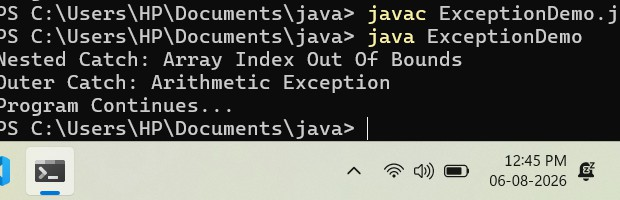 PS C:\Users\HP\Documents\java> javac ExceptionDemo.j
PS C:\Users\HP\Documents\java> java ExceptionDemo
Nested Catch: Array Index Out Of Bounds
Outer Catch: Arithmetic Exception
Program Continues...
PS C:\Users\HP\Documents\java>
12:45 PM
06-08-2026